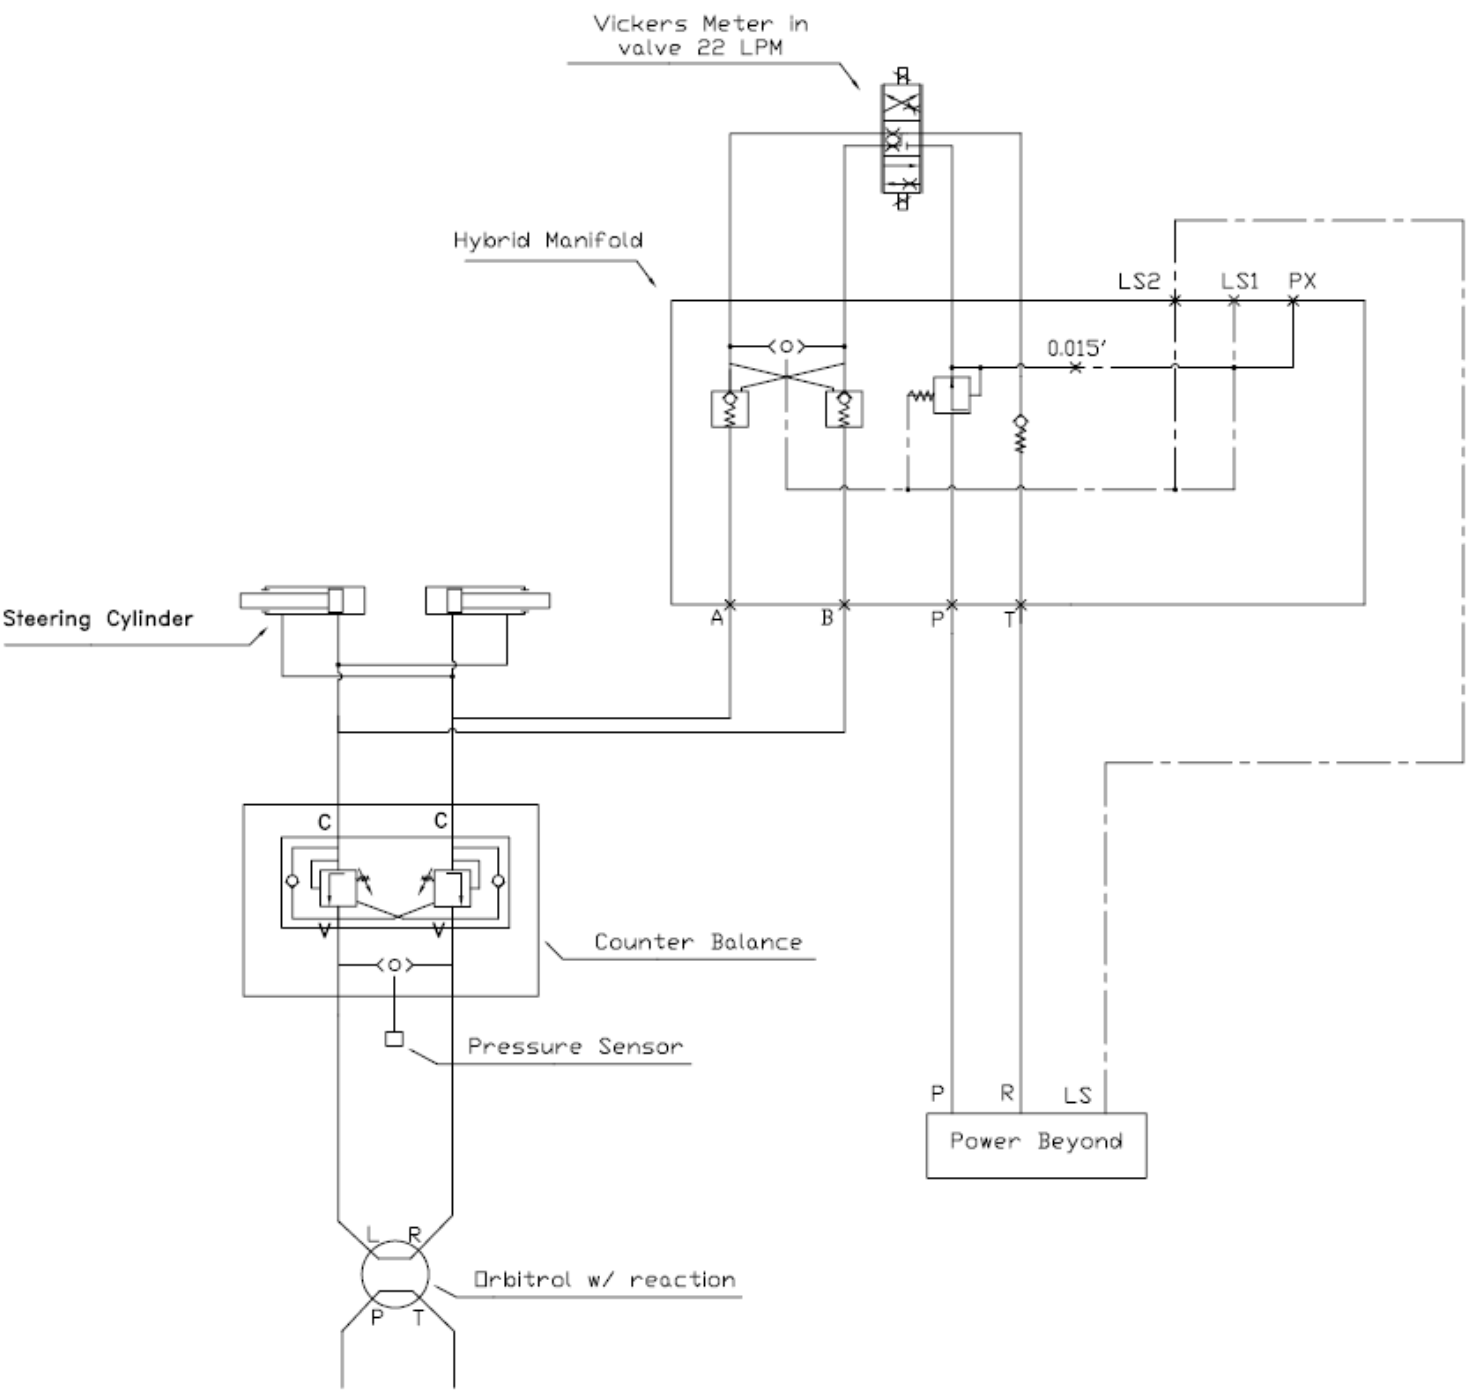 Vickers Meter in
valve 22 LPM
Hybrid Manifold
LS2 LS1 PX
0.015'
Steering Cylinder
A B P T
C C
V V
Counter Balance
Pressure Sensor
P R LS
Power Beyond
L R
Orbitrol w/ reaction
P T